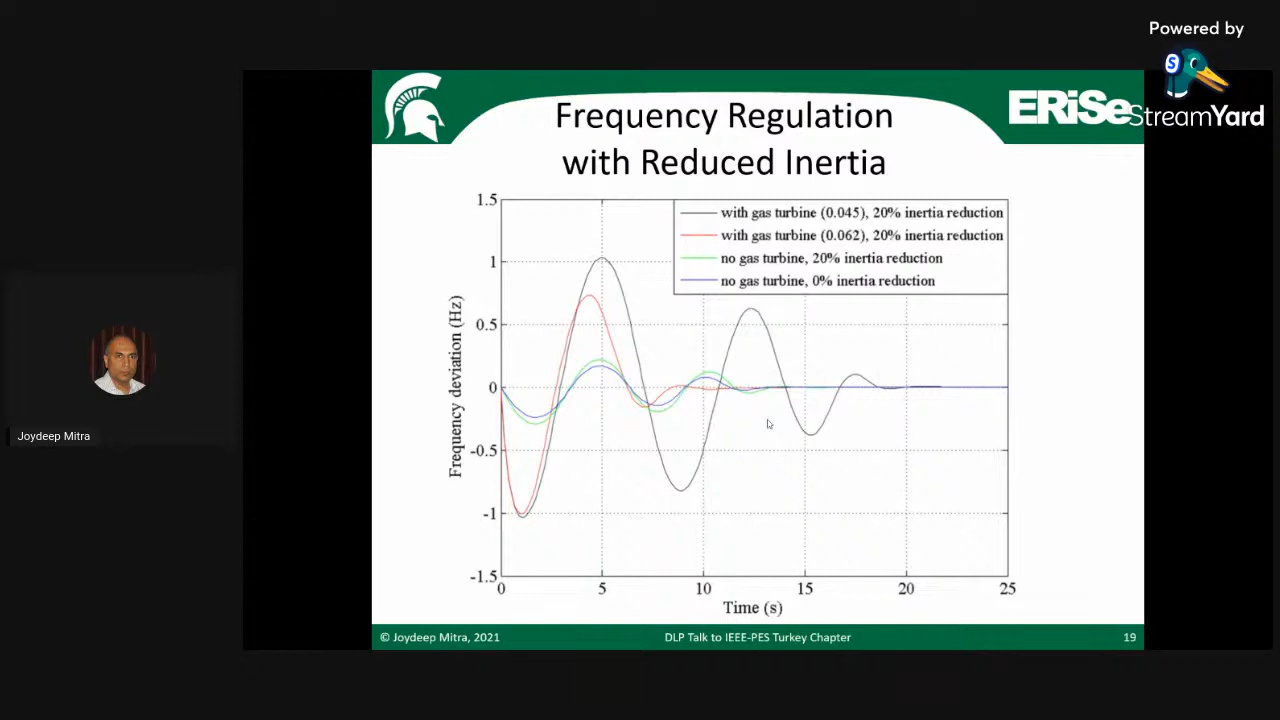 Powered by
S
StreamYard
ERiSe
Frequency Regulation
with Reduced Inertia
with gas turbine (0.045), 20% inertia reduction
with gas turbine (0.062), 20% inertia reduction
no gas turbine, 20% inertia reduction
no gas turbine, 0% inertia reduction
Frequency deviation (Hz)
1.5
1
0.5
0
-0.5
-1
-1.5
0 5 10 15 20 25
Time (s)
Joydeep Mitra
© Joydeep Mitra, 2021 DLP Talk to IEEE-PES Turkey Chapter 19